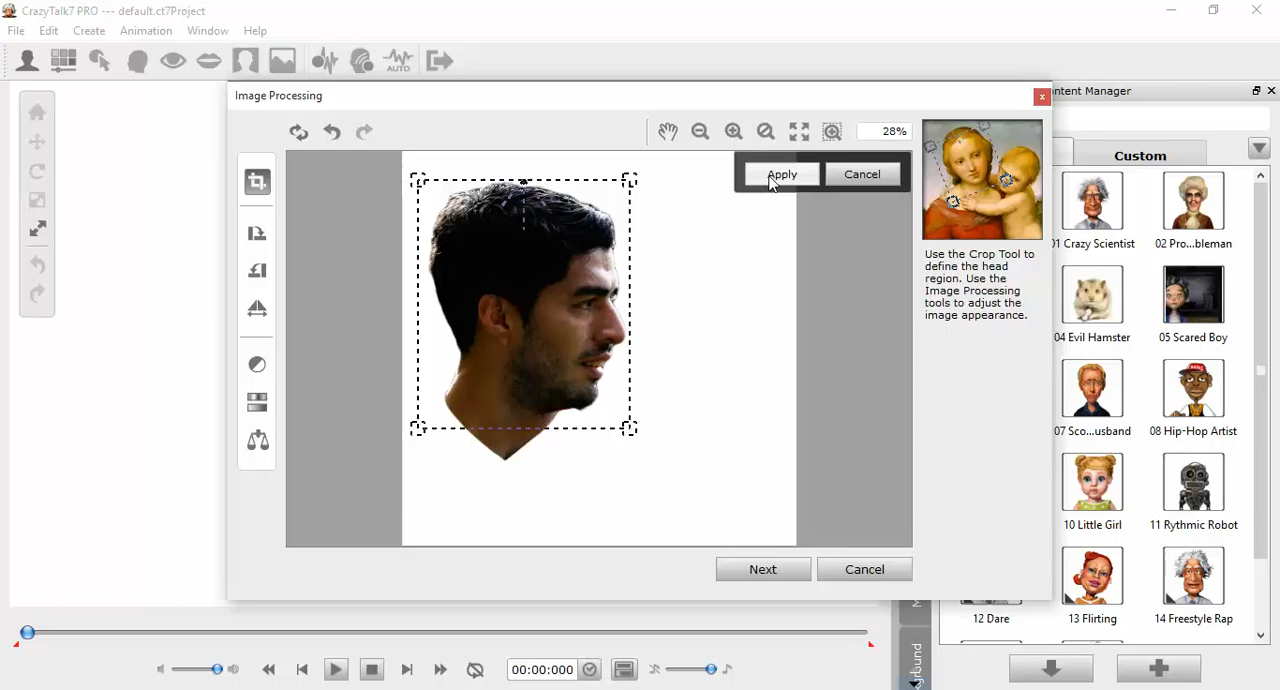 CrazyTalk7 PRO --- default.ct7Project
File Edit Create Animation Window Help
AUTO
Image Processing
ontent Manager
28%
Apply Cancel
Custom
Use the Crop Tool to
define the head
region. Use the
Image Processing
tools to adjust the
image appearance.
01 Crazy Scientist
02 Pro...bleman
04 Evil Hamster
05 Scared Boy
07 Sco...usband
08 Hip-Hop Artist
10 Little Girl
11 Rythmic Robot
12 Dare
13 Flirting
14 Freestyle Rap
Next Cancel
00:00:000